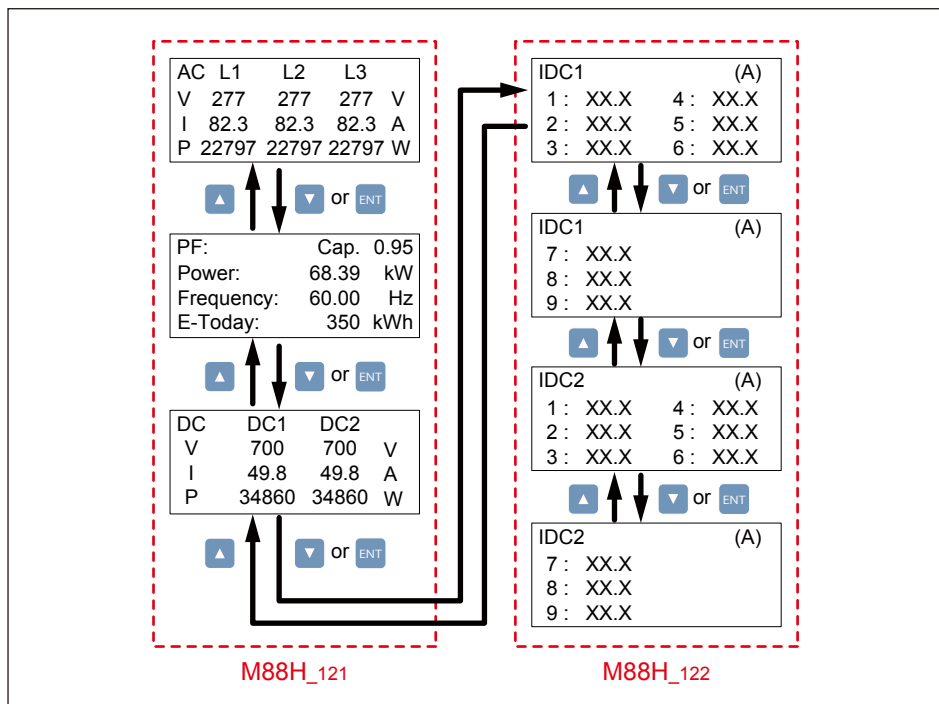 AC L1 L2 L3
V 277 277 277 V
I 82.3 82.3 82.3 A
P 22797 22797 22797 W
▲ ▼ or ENT
PF: Cap. 0.95
Power: 68.39 kW
Frequency: 60.00 Hz
E-Today: 350 kWh
▲ ▼ or ENT
DC DC1 DC2
V 700 700 V
I 49.8 49.8 A
P 34860 34860 W
▲ ▼ or ENT
M88H_121
IDC1 (A)
1 : XX.X 4 : XX.X
2 : XX.X 5 : XX.X
3 : XX.X 6 : XX.X
▲ ▼ or ENT
IDC1 (A)
7 : XX.X
8 : XX.X
9 : XX.X
▲ ▼ or ENT
IDC2 (A)
1 : XX.X 4 : XX.X
2 : XX.X 5 : XX.X
3 : XX.X 6 : XX.X
▲ ▼ or ENT
IDC2 (A)
7 : XX.X
8 : XX.X
9 : XX.X
M88H_122